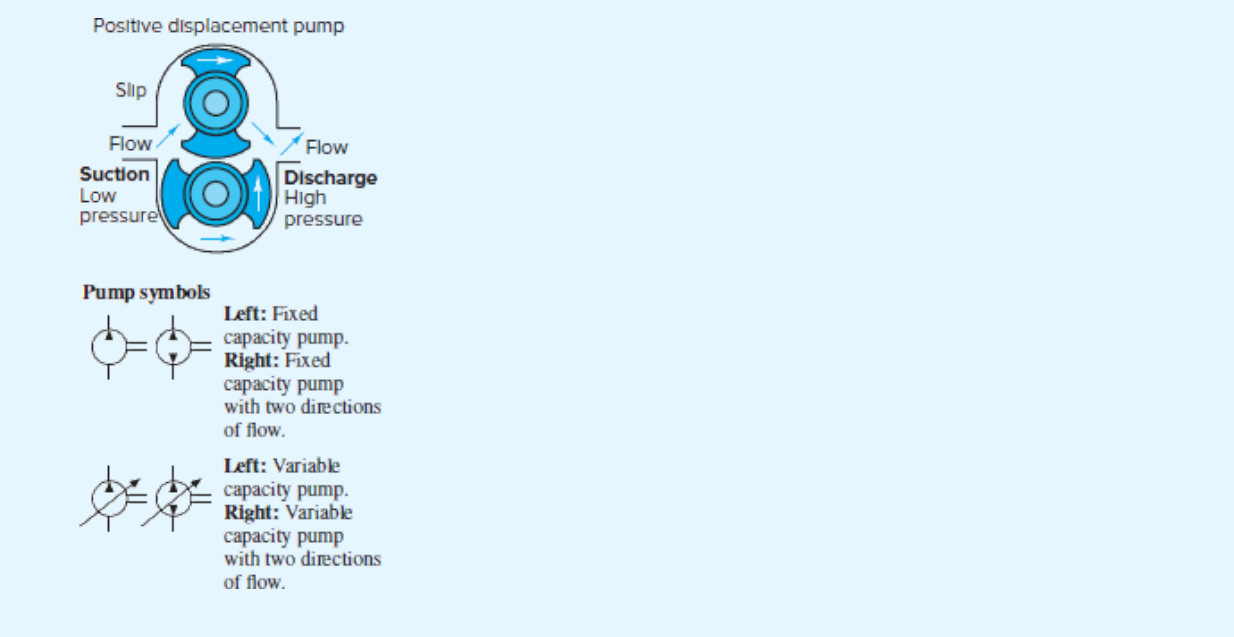 Positive displacement pump
Slip
Flow
Flow
Suction
Low
pressure
Discharge
High
pressure
Pump symbols
Left: Fixed
capacity pump.
Right: Fixed
capacity pump
with two directions
of flow.
Left: Variable
capacity pump.
Right: Variable
capacity pump
with two directions
of flow.